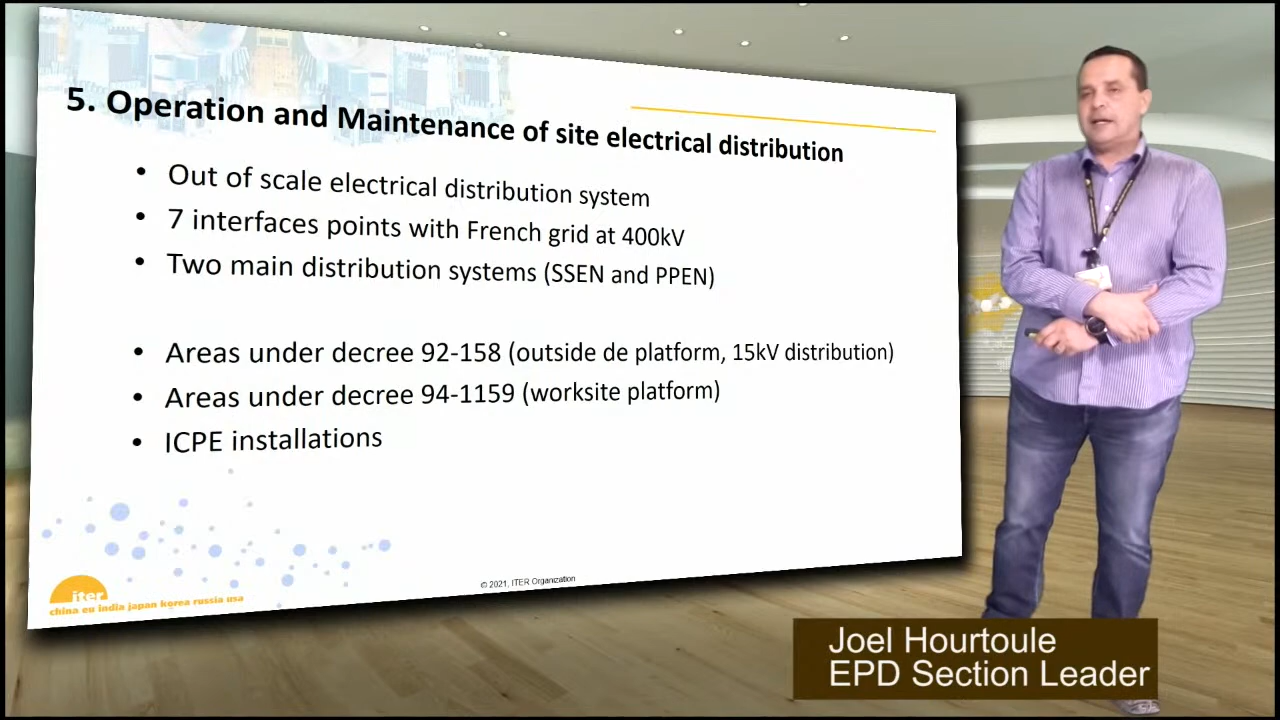 5. Operation and Maintenance of site electrical distribution
• Out of scale electrical distribution system
• 7 interfaces points with French grid at 400kV
• Two main distribution systems (SSEN and PPEN)
• Areas under decree 92-158 (outside de platform, 15kV distribution)
• Areas under decree 94-1159 (worksite platform)
• ICPE installations
© 2021, ITER Organization
iter
china eu india japan korea russia usa
Joel Hourtoule
EPD Section Leader